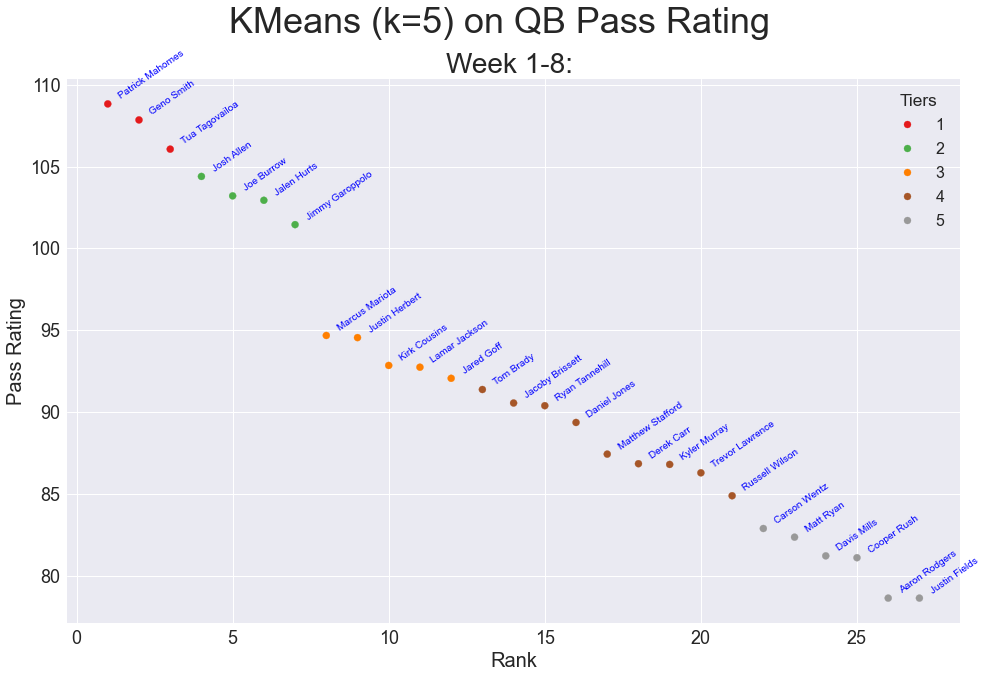 KMeans (k=5) on QB Pass Rating
Week 1-8:
Pass Rating
110
105
100
95
90
85
80
Patrick Mahomes
Geno Smith
Tua Tagovailoa
Josh Allen
Joe Burrow
Jalen Hurts
Jimmy Garoppolo
Marcus Mariota
Justin Herbert
Kirk Cousins
Lamar Jackson
Jared Goff
Tom Brady
Jacoby Brissett
Ryan Tannehill
Daniel Jones
Matthew Stafford
Derek Carr
Kyler Murray
Trevor Lawrence
Russell Wilson
Carson Wentz
Matt Ryan
Davis Mills
Cooper Rush
Aaron Rodgers
Justin Fields
Tiers
1
2
3
4
5
0 5 10 15 20 25
Rank